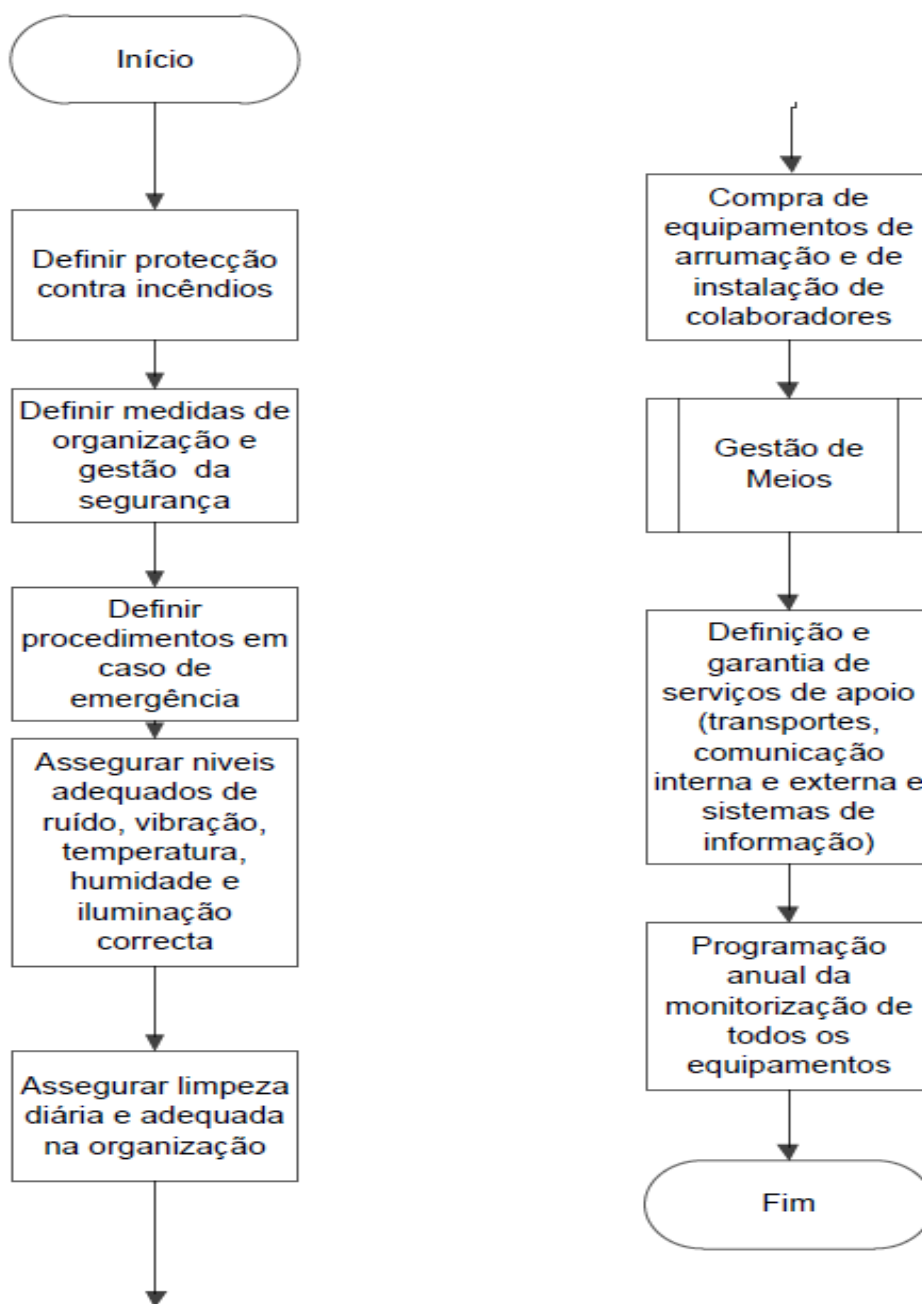 Início
Definir protecção
contra incêndios
Definir medidas de
organização e
gestão da
segurança
Definir
procedimentos em
caso de
emergência
Assegurar niveis
adequados de
ruído, vibração,
temperatura,
humidade e
iluminação
correcta
Assegurar limpeza
diária e adequada
na organização
Compra de
equipamentos de
arrumação e de
instalação de
colaboradores
Gestão de
Meios
Definição e
garantia de
serviços de apoio
(transportes,
comunicação
interna e externa e
sistemas de
informação)
Programação
anual da
monitorização de
todos os
equipamentos
Fim